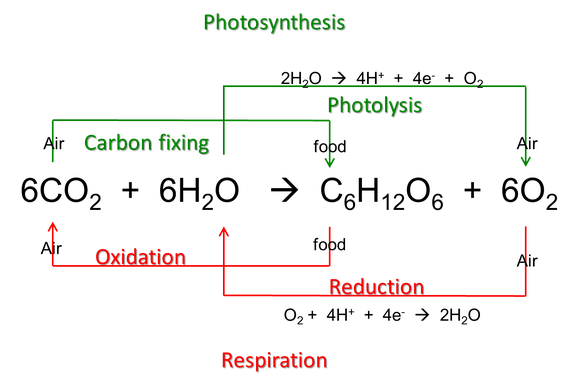 Photosynthesis
2H₂O → 4H⁺ + 4e⁻ + O₂
Photolysis
Air Carbon fixing food Air
6CO₂ + 6H₂O → C₆H₁₂O₆ + 6O₂
Air Oxidation food Air
Reduction
O₂ + 4H⁺ + 4e⁻ → 2H₂O
Respiration